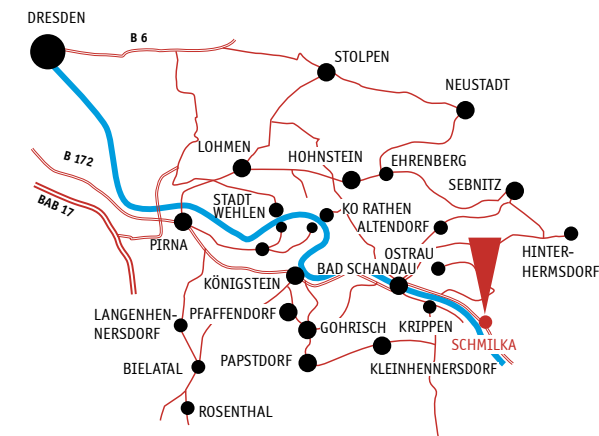 DRESDEN
B 6
STOLPEN
NEUSTADT
LOHMEN
HOHNSTEIN
EHRENBERG
B 172
SEBNITZ
BAB 17
STADT
WEHLEN
KO RATHEN
ALTENDORF
PIRNA
OSTRAU
HINTER-
HERMSDORF
BAD SCHANDAU
KÖNIGSTEIN
LANGENHEN-
NERSDORF
PFAFFENDORF
GOHRISCH
KRIPPEN
SCHMILKA
BIELATAL
PAPSTDORF
KLEINHENNERSDORF
ROSENTHAL